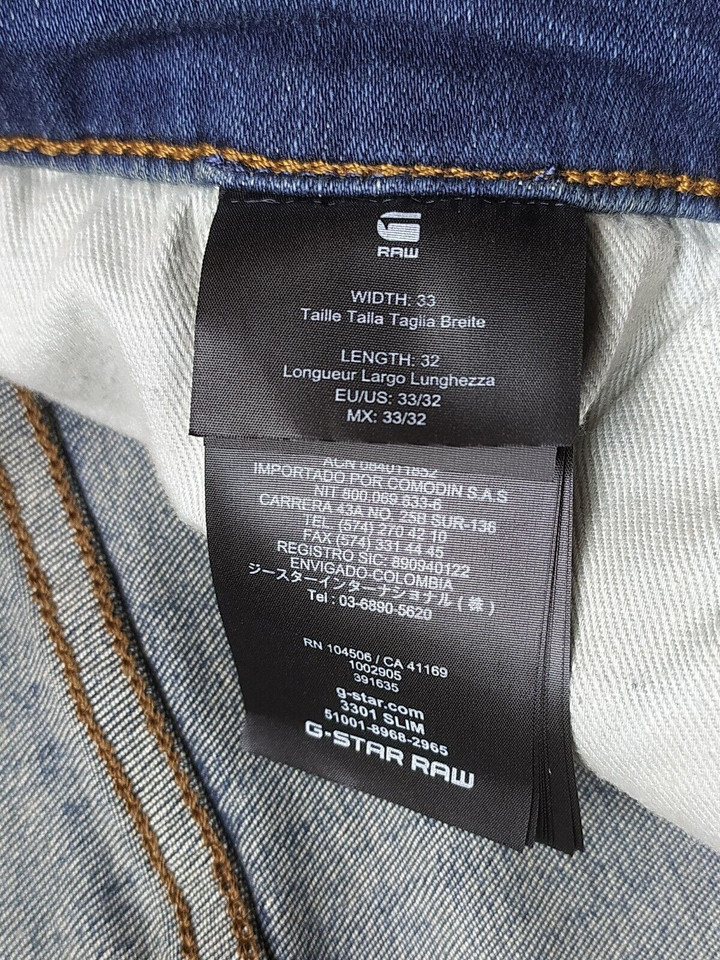 RAW
WIDTH: 33
Taille Talla Taglia Breite
LENGTH: 32
Longueur Largo Lunghezza
EU/US: 33/32
MX: 33/32
ACN 084011852
IMPORTADO POR COMODIN S.A.S
NIT 800.069.833-6
CARRERA 43A NO. 25B SUR-136
TEL (574) 270 42 10
FAX (574) 331 44 45
REGISTRO SIC: 890940122
ENVIGADO-COLOMBIA
ジースターインターナショナル(株)
Tel : 03-6890-5620
RN 104506 / CA 41169
1002905
391635
g-star.com
3301 SLIM
51001-8968-2965
G-STAR RAW